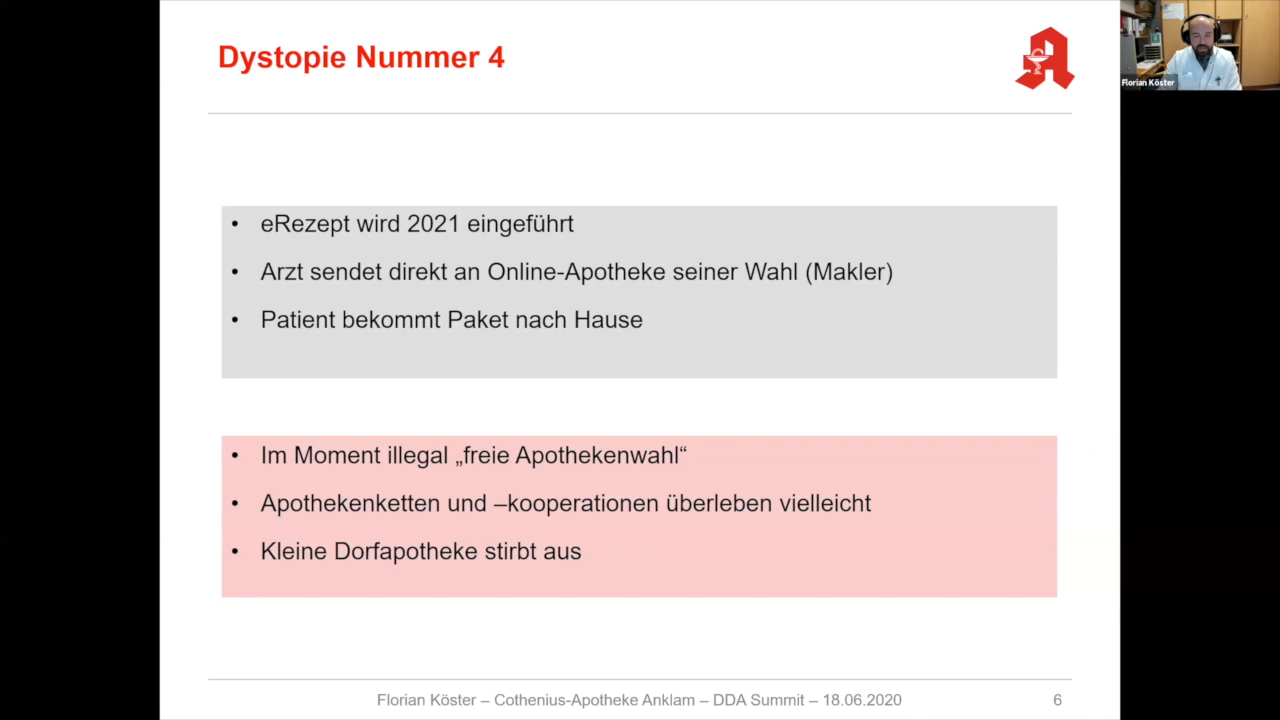 Dystopie Nummer 4
Florian Köster
• eRezept wird 2021 eingeführt
• Arzt sendet direkt an Online-Apotheke seiner Wahl (Makler)
• Patient bekommt Paket nach Hause
• Im Moment illegal „freie Apothekenwahl“
• Apothekenketten und –kooperationen überleben vielleicht
• Kleine Dorfapotheke stirbt aus
Florian Köster – Cothenius-Apotheke Anklam – DDA Summit – 18.06.2020 6